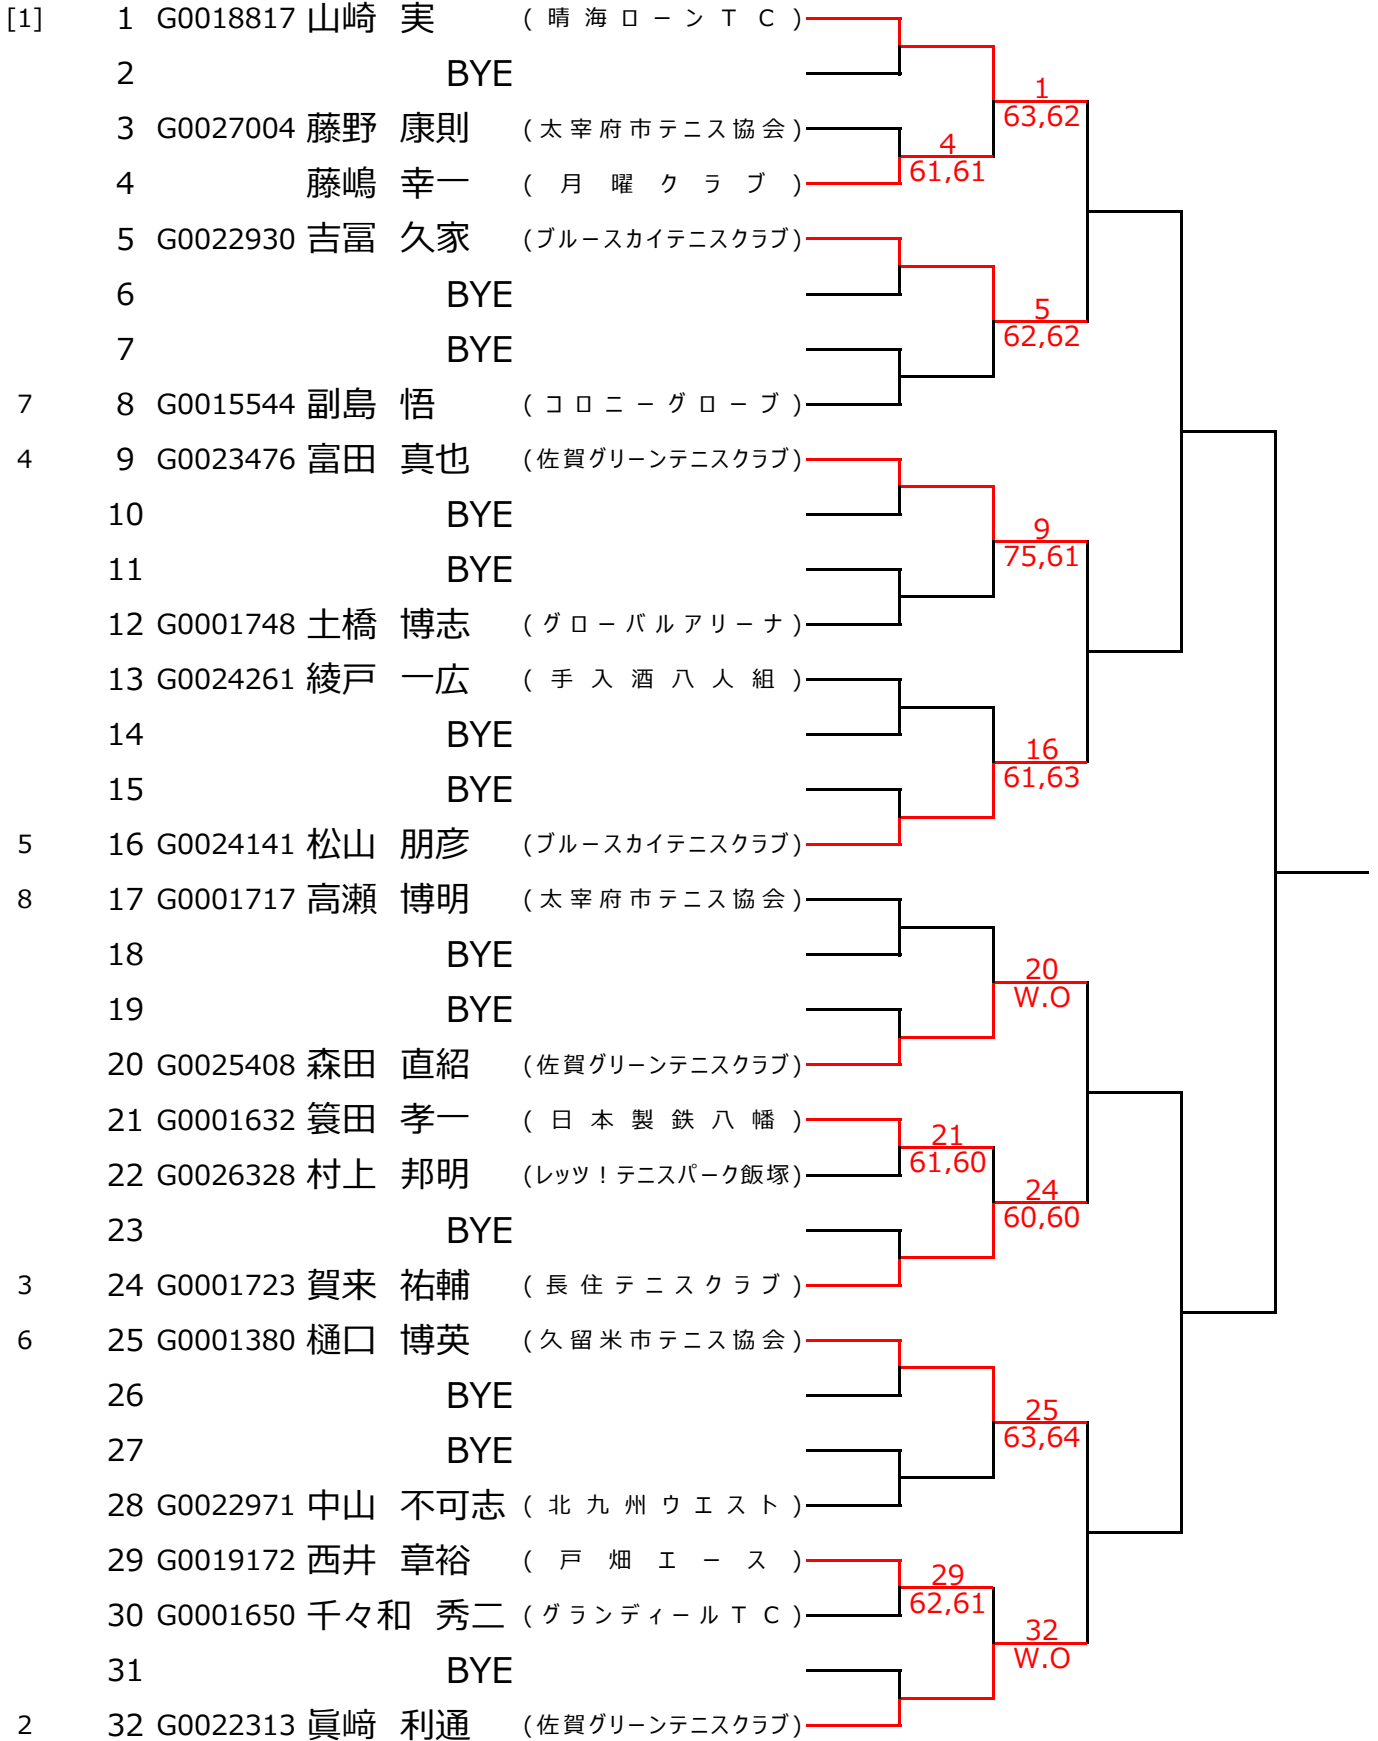 [1] 1 G0018817 山崎 実 (晴海ローンTC)
2 BYE
1
63,62
3 G0027004 藤野 康則 (太宰府市テニス協会)
4
61,61
4 藤嶋 幸一 (月曜クラブ)
5 G0022930 吉冨 久家 (ブルースカイテニスクラブ)
6 BYE
5
62,62
7 BYE
7 8 G0015544 副島 悟 (コロニーグローブ)
4 9 G0023476 富田 真也 (佐賀グリーンテニスクラブ)
10 BYE
9
75,61
11 BYE
12 G0001748 土橋 博志 (グローバルアリーナ)
13 G0024261 綾戸 一広 (手入酒八人組)
14 BYE
16
61,63
15 BYE
5 16 G0024141 松山 朋彦 (ブルースカイテニスクラブ)
8 17 G0001717 高瀬 博明 (太宰府市テニス協会)
18 BYE
20
W.O
19 BYE
20 G0025408 森田 直紹 (佐賀グリーンテニスクラブ)
21 G0001632 簑田 孝一 (日本製鉄八幡)
21
61,60
22 G0026328 村上 邦明 (レッツ！テニスパーク飯塚)
24
60,60
23 BYE
3 24 G0001723 賀来 祐輔 (長住テニスクラブ)
6 25 G0001380 樋口 博英 (久留米市テニス協会)
26 BYE
25
63,64
27 BYE
28 G0022971 中山 不可志 (北九州ウエスト)
29 G0019172 西井 章裕 (戸畑エース)
29
62,61
30 G0001650 千々和 秀二 (グランディールTC)
32
W.O
31 BYE
2 32 G0022313 眞﨑 利通 (佐賀グリーンテニスクラブ)